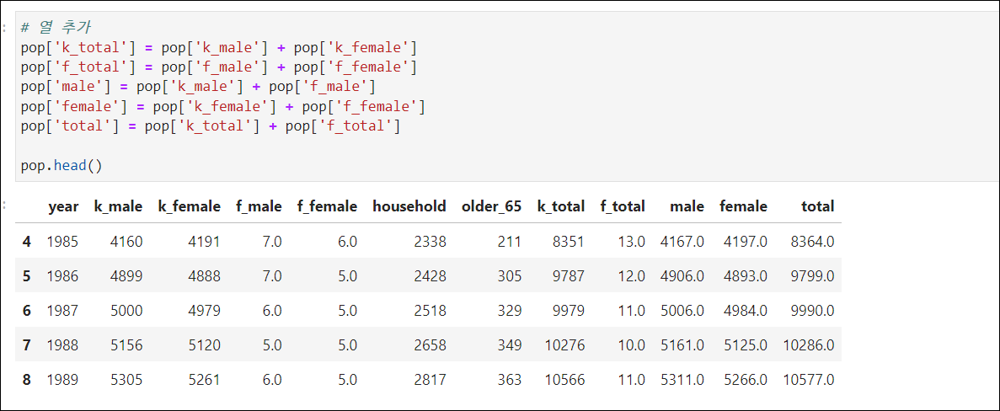 # 열 추가
pop['k_total'] = pop['k_male'] + pop['k_female']
pop['f_total'] = pop['f_male'] + pop['f_female']
pop['male'] = pop['k_male'] + pop['f_male']
pop['female'] = pop['k_female'] + pop['f_female']
pop['total'] = pop['k_total'] + pop['f_total']
pop.head()
year k_male k_female f_male f_female household older_65 k_total f_total male female total
4 1985 4160 4191 7.0 6.0 2338 211 8351 13.0 4167.0 4197.0 8364.0
5 1986 4899 4888 7.0 5.0 2428 305 9787 12.0 4906.0 4893.0 9799.0
6 1987 5000 4979 6.0 5.0 2518 329 9979 11.0 5006.0 4984.0 9990.0
7 1988 5156 5120 5.0 5.0 2658 349 10276 10.0 5161.0 5125.0 10286.0
8 1989 5305 5261 6.0 5.0 2817 363 10566 11.0 5311.0 5266.0 10577.0